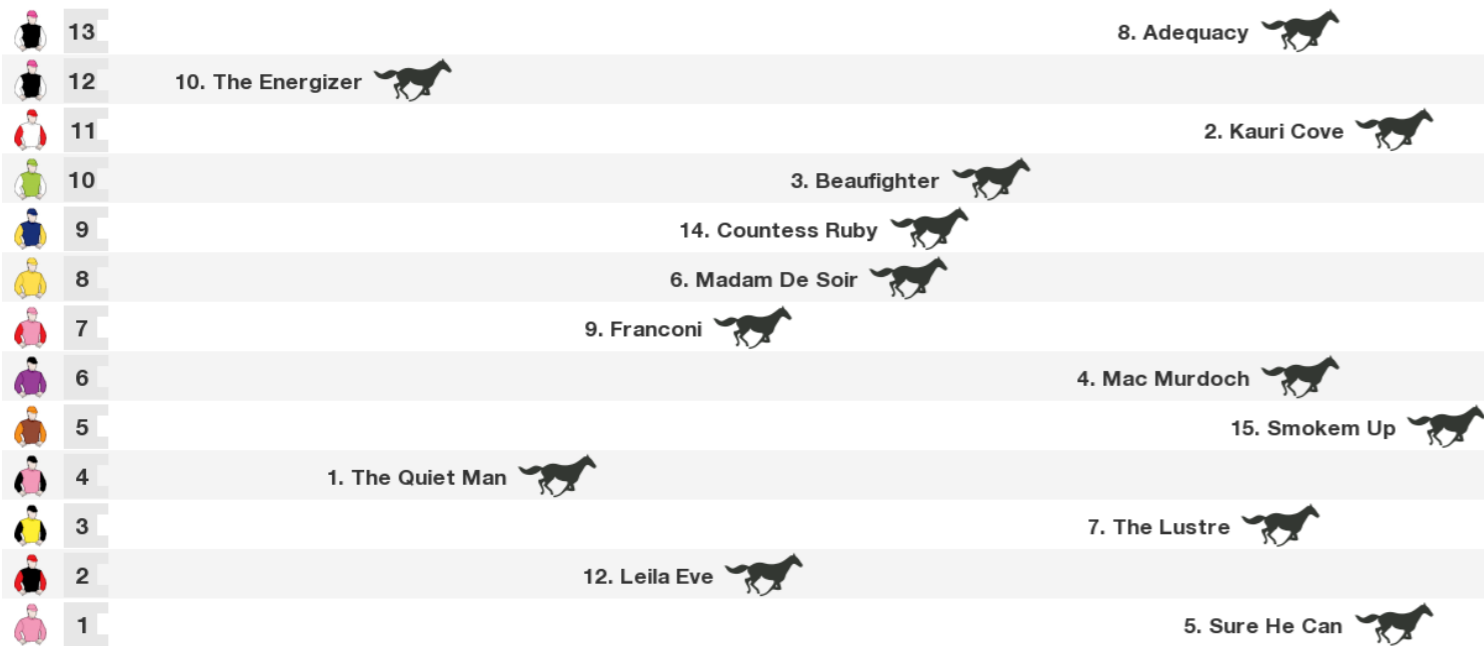 13 8. Adequacy
12 10. The Energizer
11 2. Kauri Cove
10 3. Beaufighter
9 14. Countess Ruby
8 6. Madam De Soir
7 9. Franconi
6 4. Mac Murdoch
5 15. Smokem Up
4 1. The Quiet Man
3 7. The Lustre
2 12. Leila Eve
1 5. Sure He Can